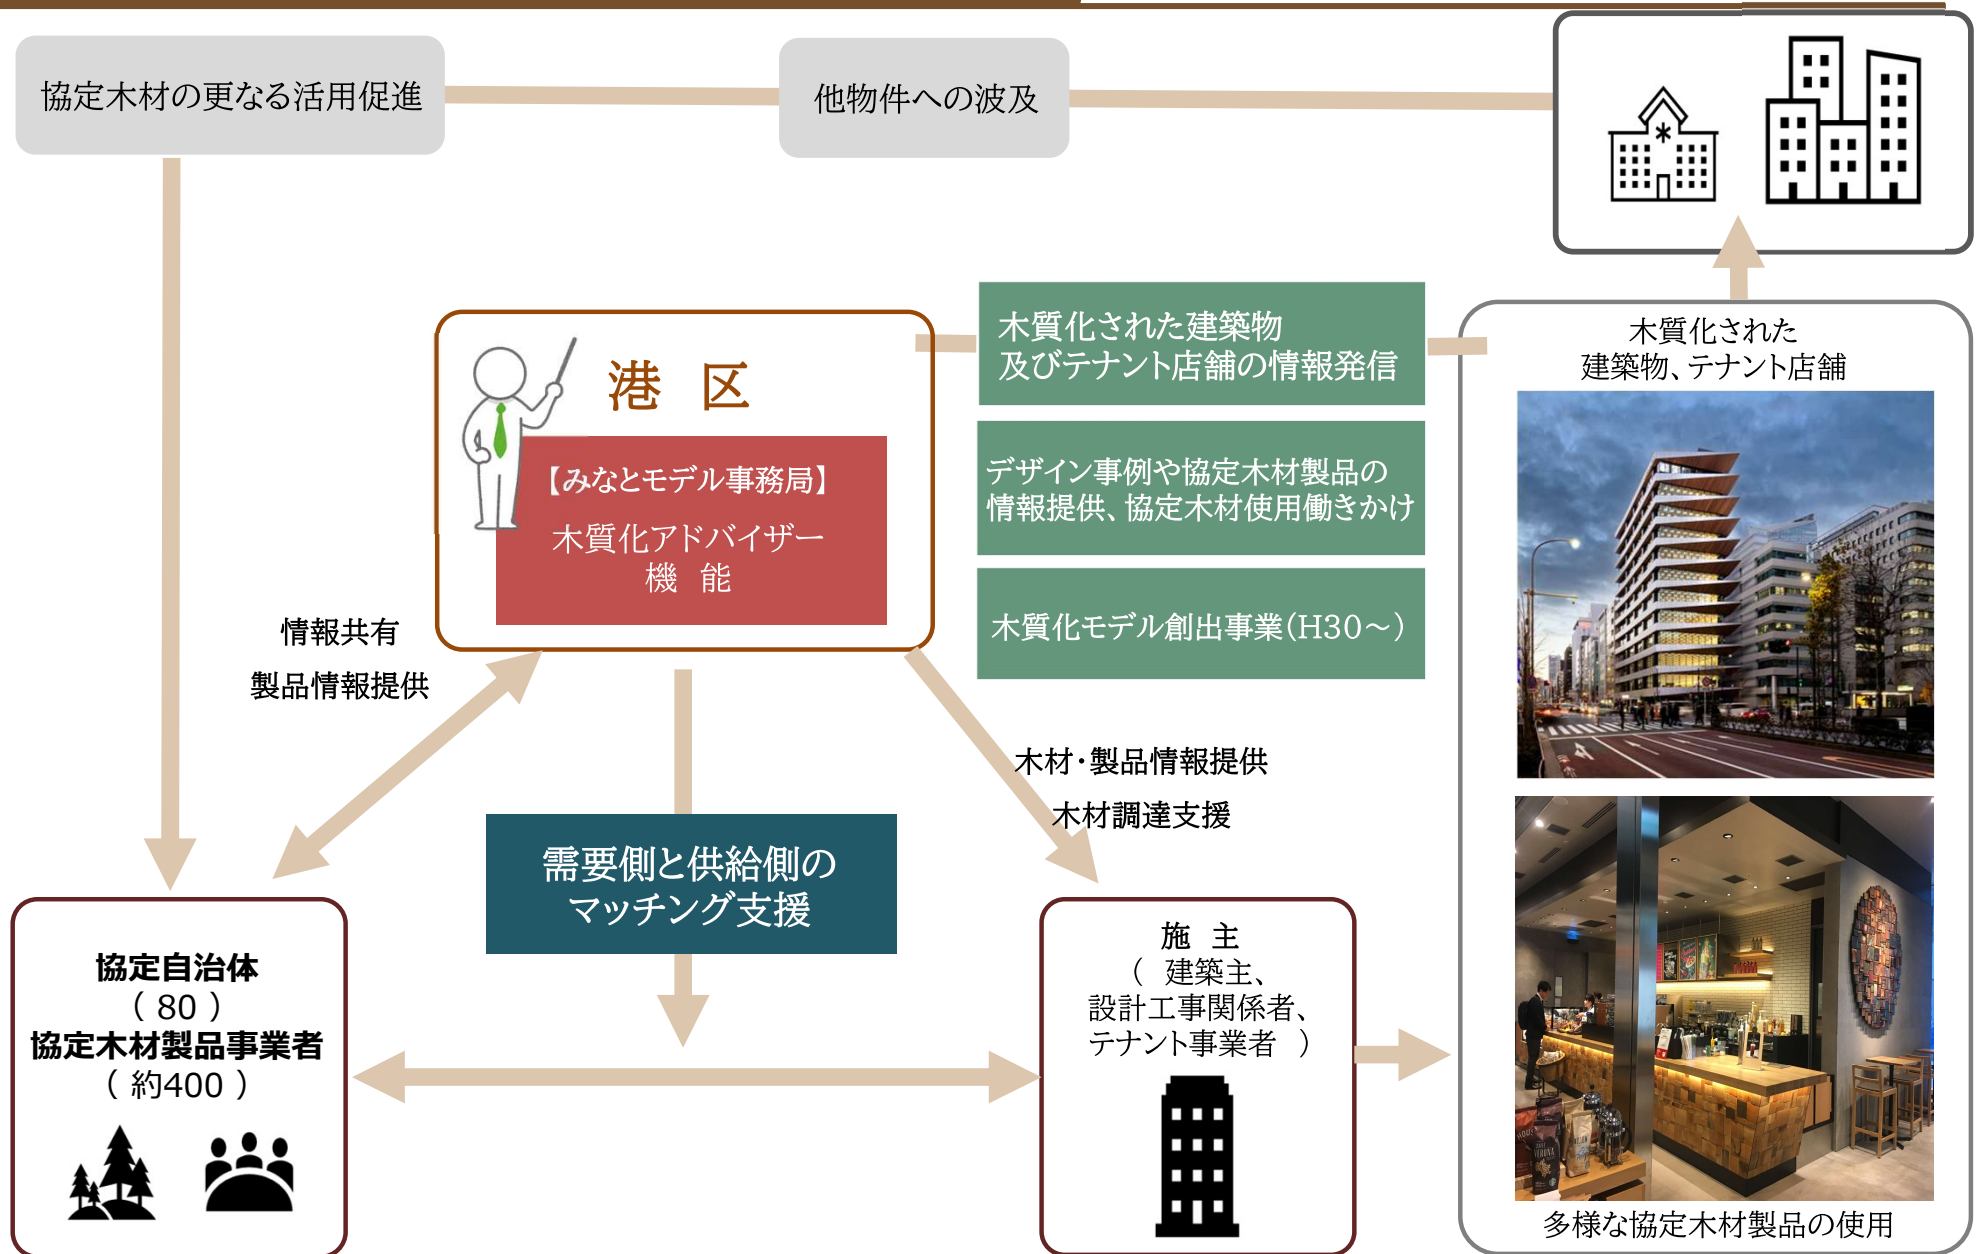 協定木材の更なる活用促進
他物件への波及
港 区
【みなとモデル事務局】
木質化アドバイザー
機 能
木質化された建築物
及びテナント店舗の情報発信
デザイン事例や協定木材製品の
情報提供、協定木材使用働きかけ
木質化モデル創出事業（H30～）
木質化された
建築物、テナント店舗
情報共有
製品情報提供
木材・製品情報提供
木材調達支援
需要側と供給側の
マッチング支援
協定自治体
（ 80 ）
協定木材製品事業者
（ 約400 ）
施 主
（ 建築主、
設計工事関係者、
テナント事業者 ）
多様な協定木材製品の使用